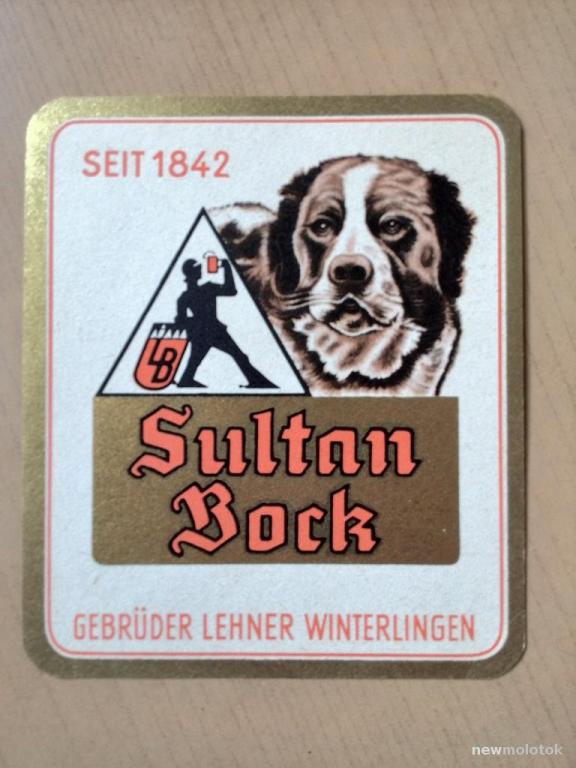 SEIT 1842
LB
Sultan
Bock
GEBRÜDER LEHNER WINTERLINGEN
newmolotok